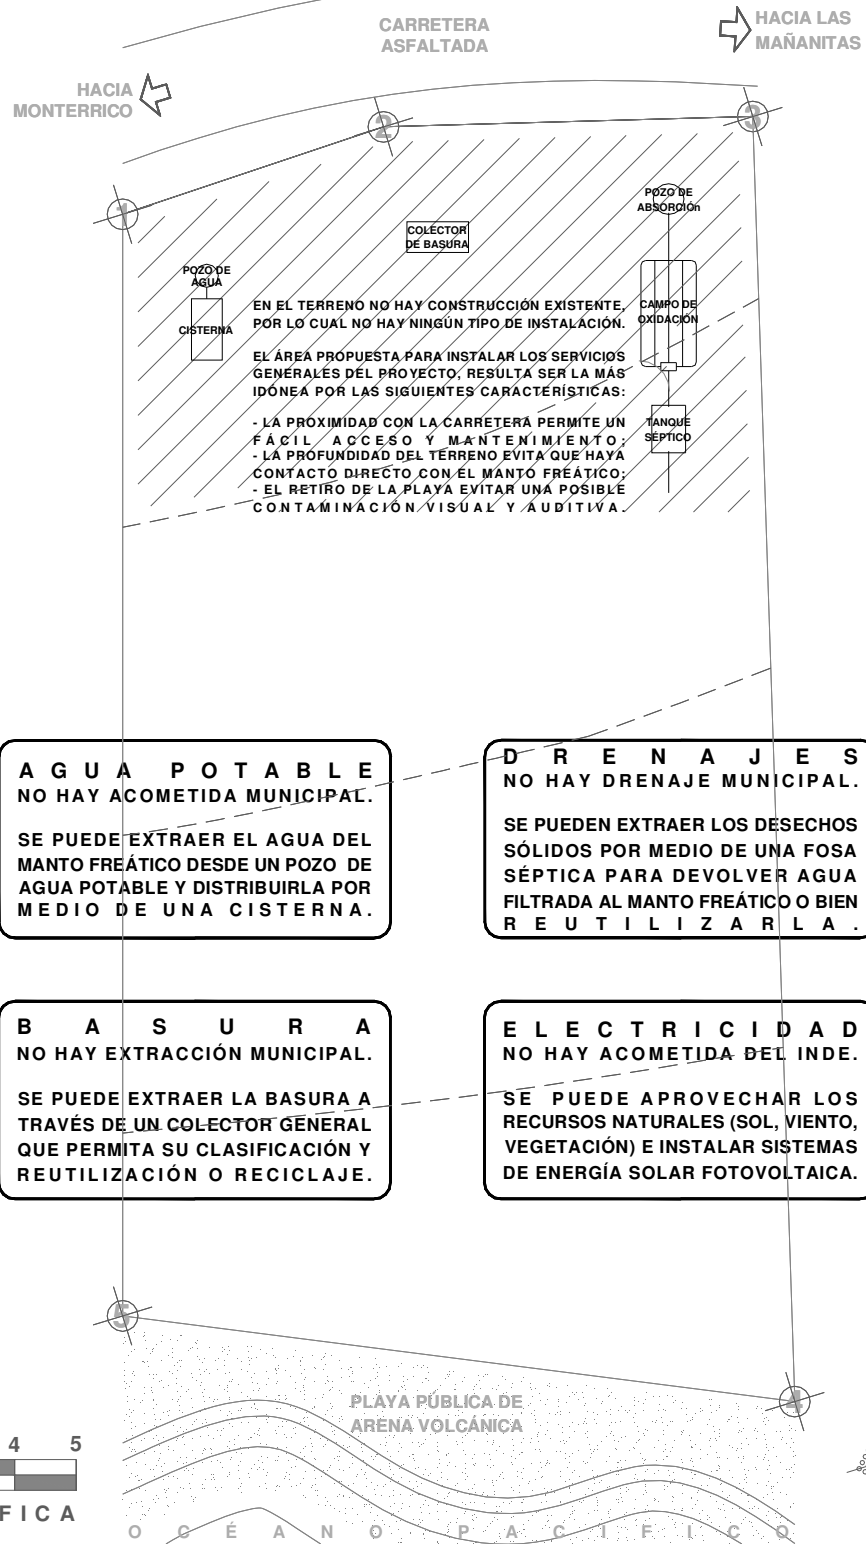 CARRETERA
ASFALTADA
HACIA LAS
MAÑANITAS
HACIA
MONTERRICO
2
3
1
POZO DE
ABSORCIÓn
COLECTOR
DE BASURA
POZO DE
AGUA
CISTERNA
CAMPO DE
OXIDACIÓN
TANQUE
SÉPTICO
EN EL TERRENO NO HAY CONSTRUCCIÓN EXISTENTE,
POR LO CUAL NO HAY NINGÚN TIPO DE INSTALACIÓN.
EL ÁREA PROPUESTA PARA INSTALAR LOS SERVICIOS
GENERALES DEL PROYECTO, RESULTA SER LA MÁS
IDÓNEA POR LAS SIGUIENTES CARACTERÍSTICAS:
- LA PROXIMIDAD CON LA CARRETERA PERMITE UN
FÁCIL ACCESO Y MANTENIMIENTO;
- LA PROFUNDIDAD DEL TERRENO EVITA QUE HAYA
CONTACTO DIRECTO CON EL MANTO FREÁTICO;
- EL RETIRO DE LA PLAYA EVITAR UNA POSIBLE
CONTAMINACIÓN VISUAL Y AUDITIVA.
AGUA POTABLE
NO HAY ACOMETIDA MUNICIPAL.
SE PUEDE EXTRAER EL AGUA DEL
MANTO FREÁTICO DESDE UN POZO DE
AGUA POTABLE Y DISTRIBUIRLA POR
MEDIO DE UNA CISTERNA.
DRENAJES
NO HAY DRENAJE MUNICIPAL.
SE PUEDEN EXTRAER LOS DESECHOS
SÓLIDOS POR MEDIO DE UNA FOSA
SÉPTICA PARA DEVOLVER AGUA
FILTRADA AL MANTO FREÁTICO O BIEN
REUTILIZARLA.
BASURA
NO HAY EXTRACCIÓN MUNICIPAL.
SE PUEDE EXTRAER LA BASURA A
TRAVÉS DE UN COLECTOR GENERAL
QUE PERMITA SU CLASIFICACIÓN Y
REUTILIZACIÓN O RECICLAJE.
ELECTRICIDAD
NO HAY ACOMETIDA DEL INDE.
SE PUEDE APROVECHAR LOS
RECURSOS NATURALES (SOL, VIENTO,
VEGETACIÓN) E INSTALAR SISTEMAS
DE ENERGÍA SOLAR FOTOVOLTAICA.
5
4
PLAYA PÚBLICA DE
ARENA VOLCÁNICA
4 5
FICA
OCÉANO PACIFICO